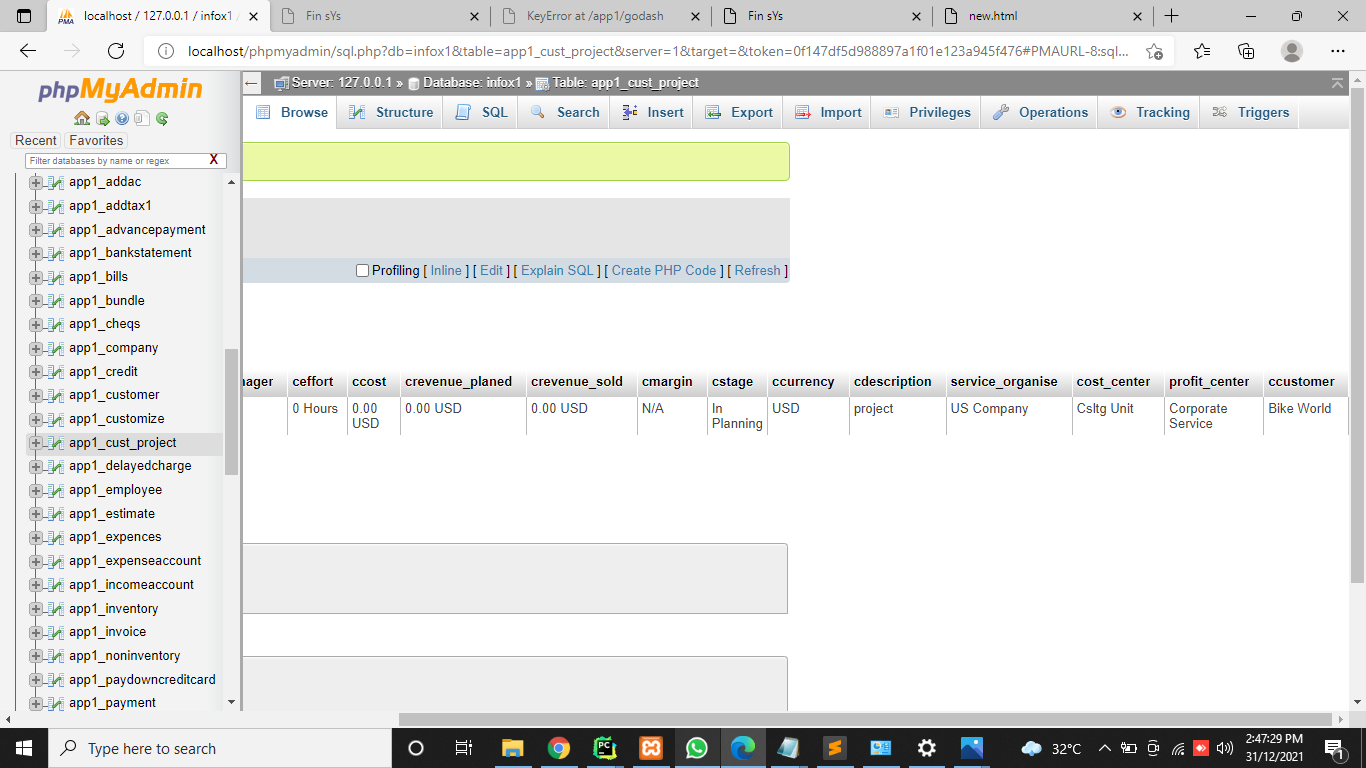 localhost / 127.0.0.1 / infox1 /
Fin sYs
KeyError at /app1/godash
Fin sYs
new.html
localhost/phpmyadmin/sql.php?db=infox1&table=app1_cust_project&server=1&target=&token=0f147df5d988897a1f01e123a945f476#PMAURL-8:sql...
phpMyAdmin
Recent Favorites
Filter databases by name or regex X
app1_addac
app1_addtax1
app1_advancepayment
app1_bankstatement
app1_bills
app1_bundle
app1_cheqs
app1_company
app1_credit
app1_customer
app1_customize
app1_cust_project
app1_delayedcharge
app1_employee
app1_estimate
app1_expences
app1_expenseaccount
app1_incomeaccount
app1_inventory
app1_invoice
app1_noninventory
app1_paydowncreditcard
app1_payment
Server: 127.0.0.1 » Database: infox1 » Table: app1_cust_project
Browse Structure SQL Search Insert Export Import Privileges Operations Tracking Triggers
Profiling [ Inline ] [ Edit ] [ Explain SQL ] [ Create PHP Code ] [ Refresh ]
nager ceffort ccost crevenue_planed crevenue_sold cmargin cstage ccurrency cdescription service_organise cost_center profit_center ccustomer
0 Hours 0.00 0.00 USD 0.00 USD N/A In USD project US Company Csltg Unit Corporate Bike World
USD Planning Service
Type here to search
32°C
2:47:29 PM
31/12/2021
1